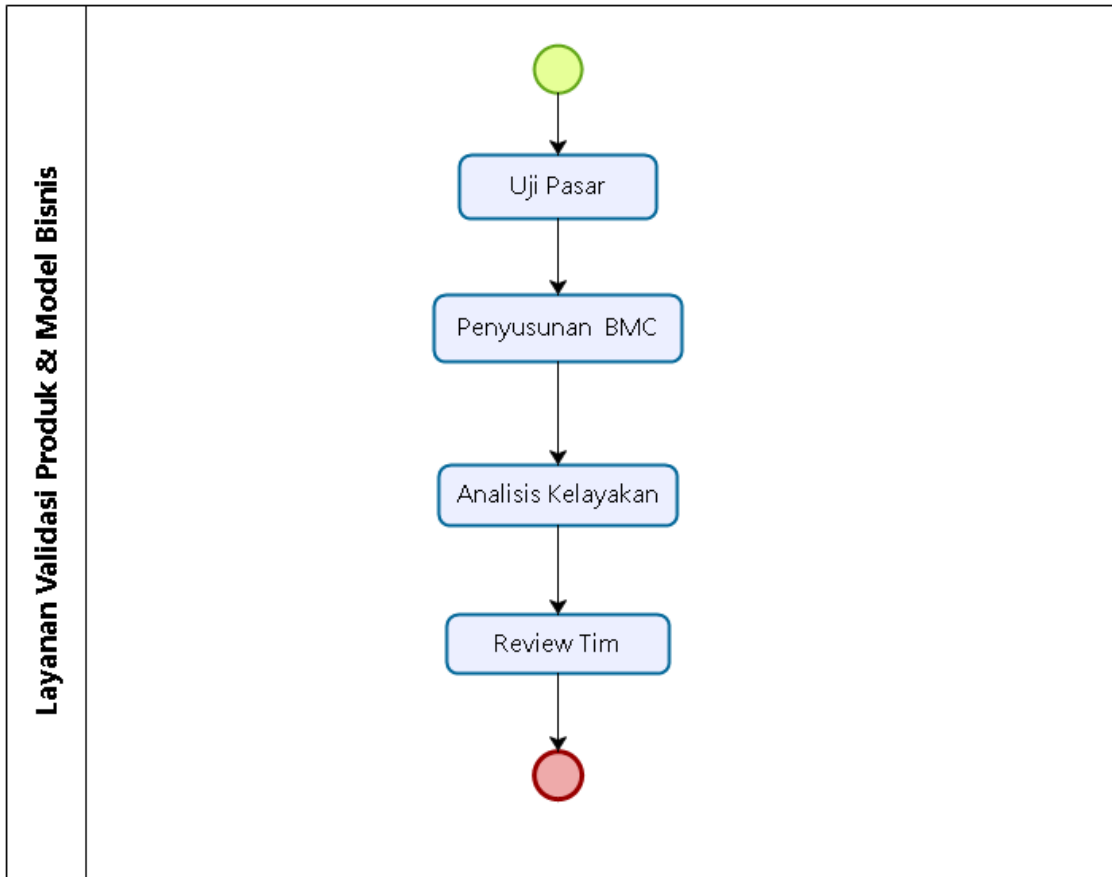 Layanan Validasi Produk & Model Bisnis
Uji Pasar
Penyusunan  BMC
Analisis Kelayakan
Review Tim